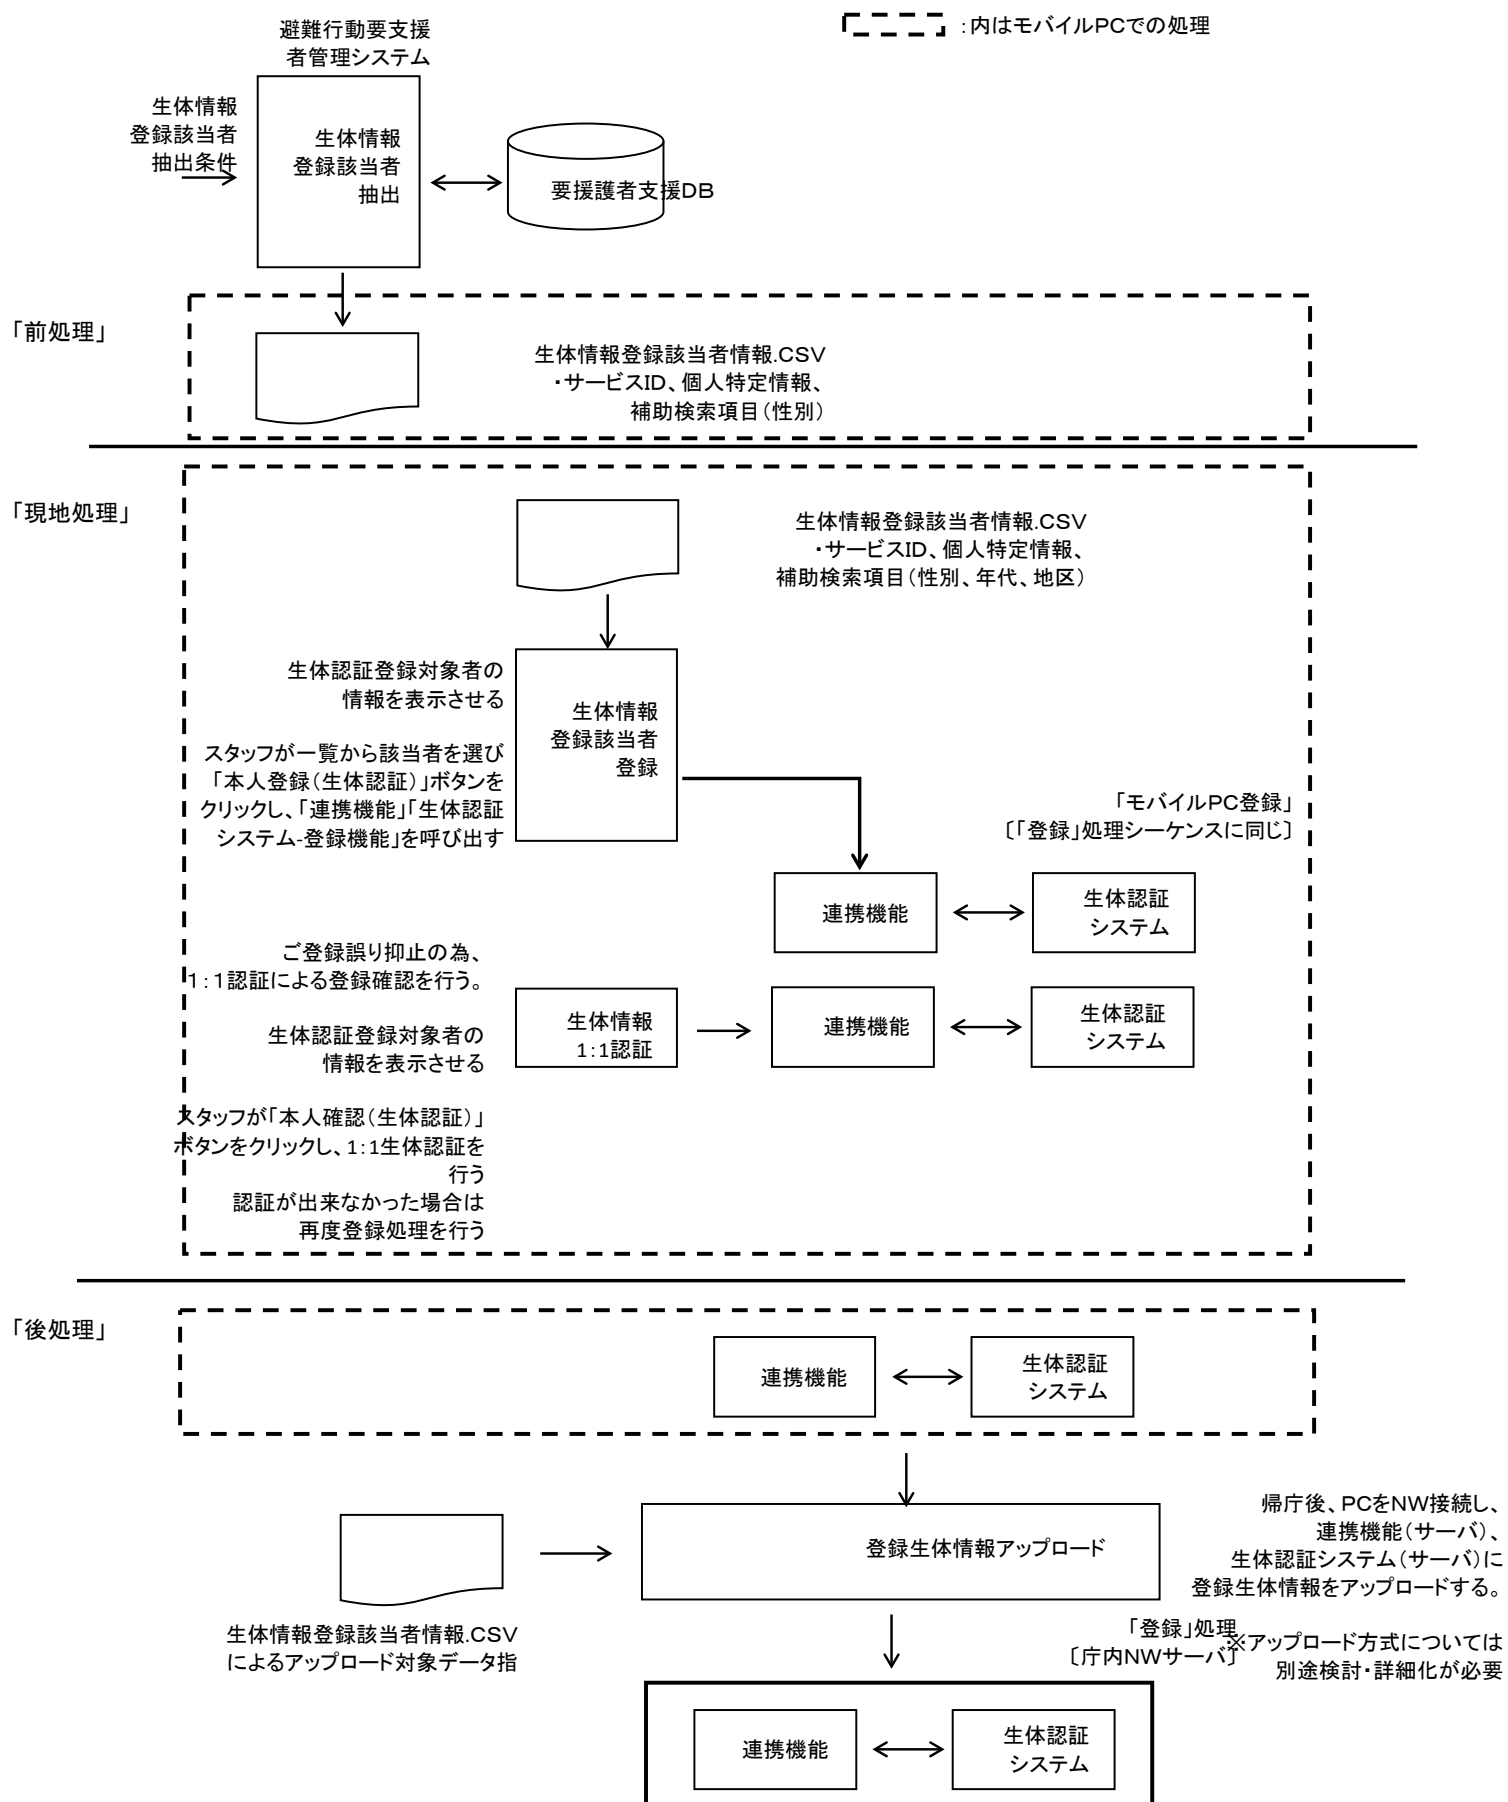 避難行動要支援
者管理システム
：内はモバイルPCでの処理
生体情報
登録該当者
抽出条件
生体情報
登録該当者
抽出
要援護者支援DB
「前処理」
生体情報登録該当者情報.CSV
・サービスID、個人特定情報、
補助検索項目（性別）
「現地処理」
生体情報登録該当者情報.CSV
・サービスID、個人特定情報、
補助検索項目（性別、年代、地区）
生体認証登録対象者の
情報を表示させる
スタッフが一覧から該当者を選び
「本人登録（生体認証）」ボタンを
クリックし、「連携機能」「生体認証
システム-登録機能」を呼び出す
生体情報
登録該当者
登録
「モバイルPC登録」
〔「登録」処理シーケンスに同じ〕
連携機能
生体認証
システム
ご登録誤り抑止の為、
1：１認証による登録確認を行う。
生体認証登録対象者の
情報を表示させる
生体情報
1：1認証
連携機能
生体認証
システム
スタッフが「本人確認（生体認証）」
ボタンをクリックし、1：1生体認証を
行う
認証が出来なかった場合は
再度登録処理を行う
「後処理」
連携機能
生体認証
システム
登録生体情報アップロード
帰庁後、PCをNW接続し、
連携機能（サーバ）、
生体認証システム（サーバ）に
登録生体情報をアップロードする。
※アップロード方式については
別途検討・詳細化が必要
生体情報登録該当者情報.CSV
によるアップロード対象データ指
「登録」処理
〔庁内NWサーバ〕
連携機能
生体認証
システム